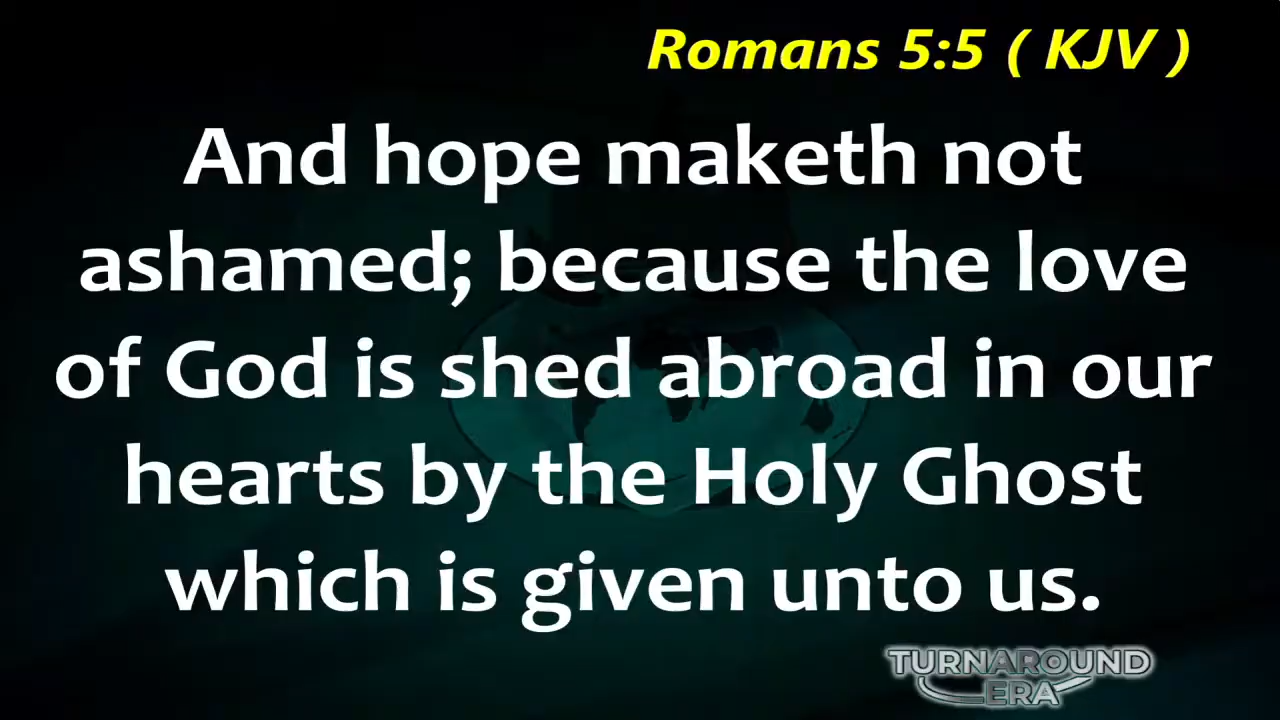 Romans 5:5 ( KJV )
And hope maketh not
ashamed; because the love
of God is shed abroad in our
hearts by the Holy Ghost
which is given unto us.
TURNAROUND
ERA